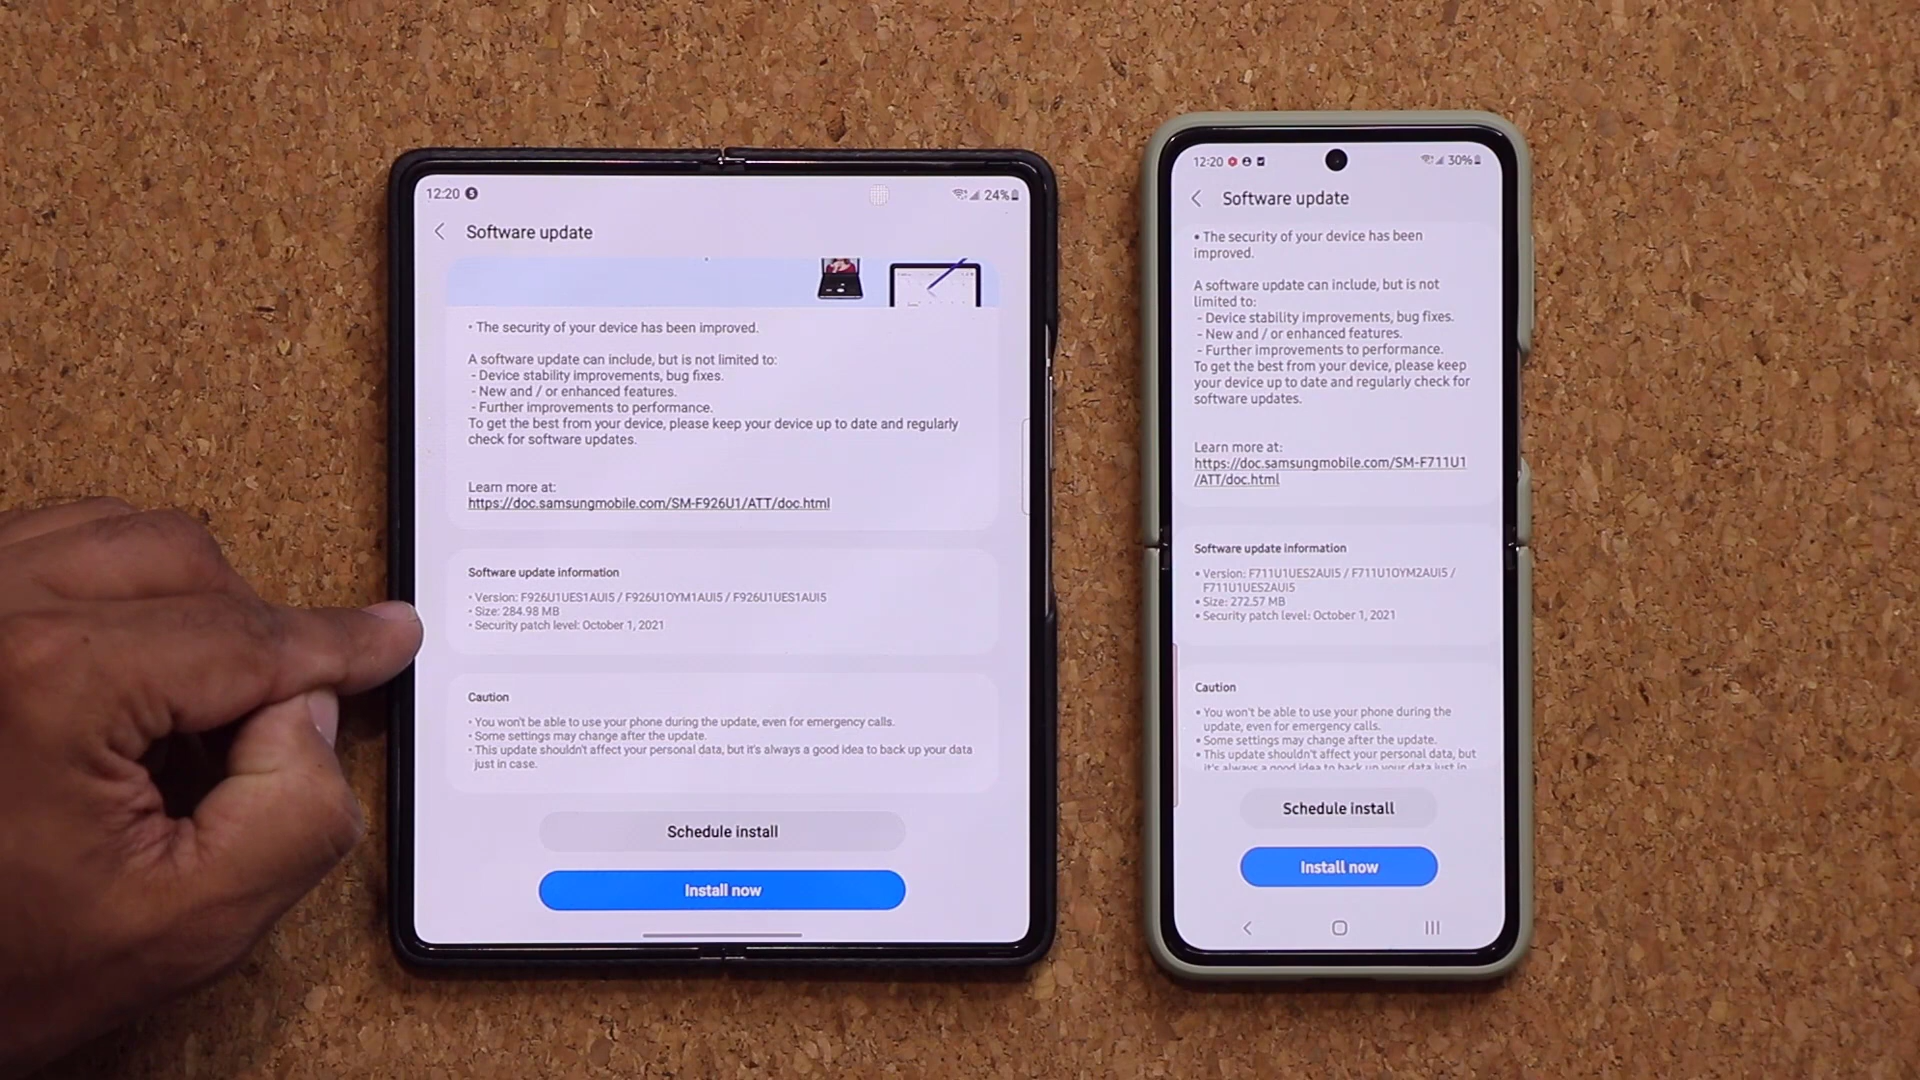 12:20
24%
Software update
• The security of your device has been improved.
A software update can include, but is not limited to:
- Device stability improvements, bug fixes.
- New and / or enhanced features.
- Further improvements to performance.
To get the best from your device, please keep your device up to date and regularly
check for software updates.
Learn more at:
https://doc.samsungmobile.com/SM-F926U1/ATT/doc.html
Software update information
• Version: F926U1UES1AUI5 / F926U1OYM1AUI5 / F926U1UES1AUI5
• Size: 284.98 MB
• Security patch level: October 1, 2021
Caution
• You won't be able to use your phone during the update, even for emergency calls.
• Some settings may change after the update.
• This update shouldn't affect your personal data, but it's always a good idea to back up your data
just in case.
Schedule install
Install now
12:20
30%
Software update
• The security of your device has been
improved.
A software update can include, but is not
limited to:
- Device stability improvements, bug fixes.
- New and / or enhanced features.
- Further improvements to performance.
To get the best from your device, please keep
your device up to date and regularly check for
software updates.
Learn more at:
https://doc.samsungmobile.com/SM-F711U1
/ATT/doc.html
Software update information
• Version: F711U1UES2AUI5 / F711U1OYM2AUI5 /
F711U1UES2AUI5
• Size: 272.57 MB
• Security patch level: October 1, 2021
Caution
• You won't be able to use your phone during the
update, even for emergency calls.
• Some settings may change after the update.
• This update shouldn't affect your personal data, but
it's always a good idea to back up your data just in
Schedule install
Install now